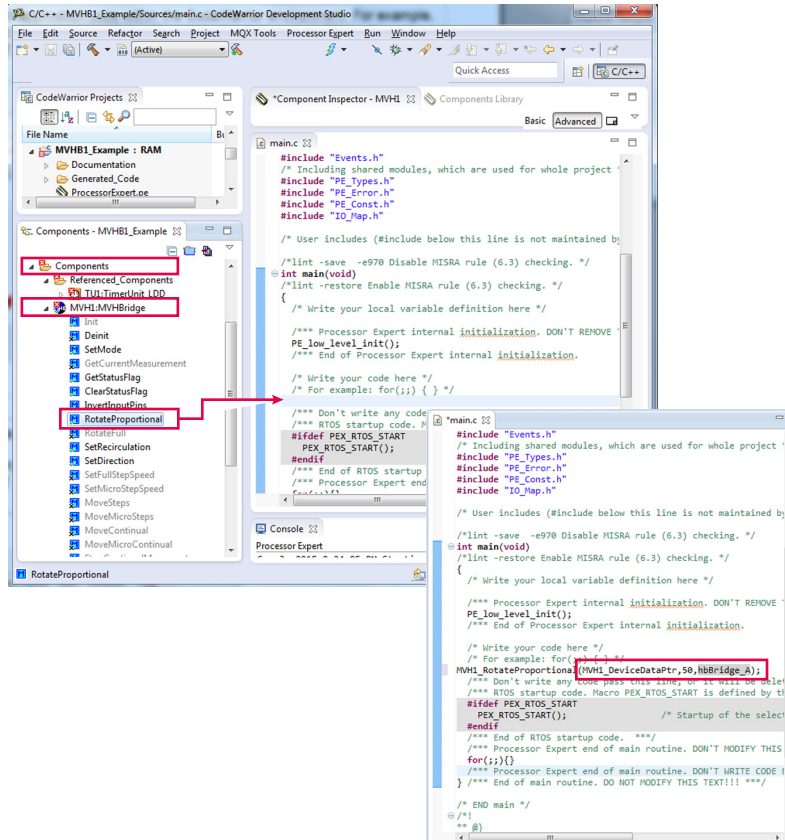 C/C++ - MVHB1_Example/Sources/main.c - CodeWarrior Development Studio
File Edit Source Refactor Search Project MQX Tools Processor Expert Run Window Help
(Active)
Quick Access
C/C++
CodeWarrior Projects
File Name
MVHB1_Example : RAM
Documentation
Generated_Code
ProcessorExpert.pe
Components - MVHB1_Example
Components
Referenced_Components
TU1:TimerUnit_LDD
MVH1:MVHBridge
Init
Deinit
SetMode
GetCurrentMeasurement
GetStatusFlag
ClearStatusFlag
InvertInputPins
RotateProportional
RotateFull
SetRecirculation
SetDirection
SetFullStepSpeed
SetMicroStepSpeed
MoveSteps
MoveMicroSteps
MoveContinual
MoveMicroContinual
RotateProportional
*Component Inspector - MVH1 Components Library
Basic Advanced
main.c
#include "Events.h"
/* Including shared modules, which are used for whole project
#include "PE_Types.h"
#include "PE_Error.h"
#include "PE_Const.h"
#include "IO_Map.h"
/* User includes (#include below this line is not maintained by
/*lint -save -e970 Disable MISRA rule (6.3) checking. */
int main(void)
/*lint -restore Enable MISRA rule (6.3) checking. */
{
/* Write your local variable definition here */
/*** Processor Expert internal initialization. DON'T REMOVE
PE_low_level_init();
/*** End of Processor Expert internal initialization.
/* Write your code here */
/* For example: for(;;) { } */
/*** Don't write any code
/*** RTOS startup code.
#ifdef PEX_RTOS_START
PEX_RTOS_START();
#endif
/*** End of RTOS startup
/*** Processor Expert end
for(;;){}
Console
Processor Expert
*main.c
#include "Events.h"
/* Including shared modules, which are used for whole project
#include "PE_Types.h"
#include "PE_Error.h"
#include "PE_Const.h"
#include "IO_Map.h"
/* User includes (#include below this line is not maintained by
/*lint -save -e970 Disable MISRA rule (6.3) checking. */
int main(void)
/*lint -restore Enable MISRA rule (6.3) checking. */
{
/* Write your local variable definition here */
/*** Processor Expert internal initialization. DON'T REMOVE
PE_low_level_init();
/*** End of Processor Expert internal initialization.
/* Write your code here */
/* For example: for(;;) { } */
MVH1_RotateProportional(MVH1_DeviceDataPtr,50,hbBridge_A);
/*** Don't write any code pass this line, or it will be delet
/*** RTOS startup code. Macro PEX_RTOS_START is defined by th
#ifdef PEX_RTOS_START
PEX_RTOS_START(); /* Startup of the select
#endif
/*** End of RTOS startup code. ***/
/*** Processor Expert end of main routine. DON'T MODIFY THIS
for(;;){}
/*** Processor Expert end of main routine. DON'T WRITE CODE B
} /*** End of main routine. DO NOT MODIFY THIS TEXT!!! ***/
/* END main */
/*!
** @}